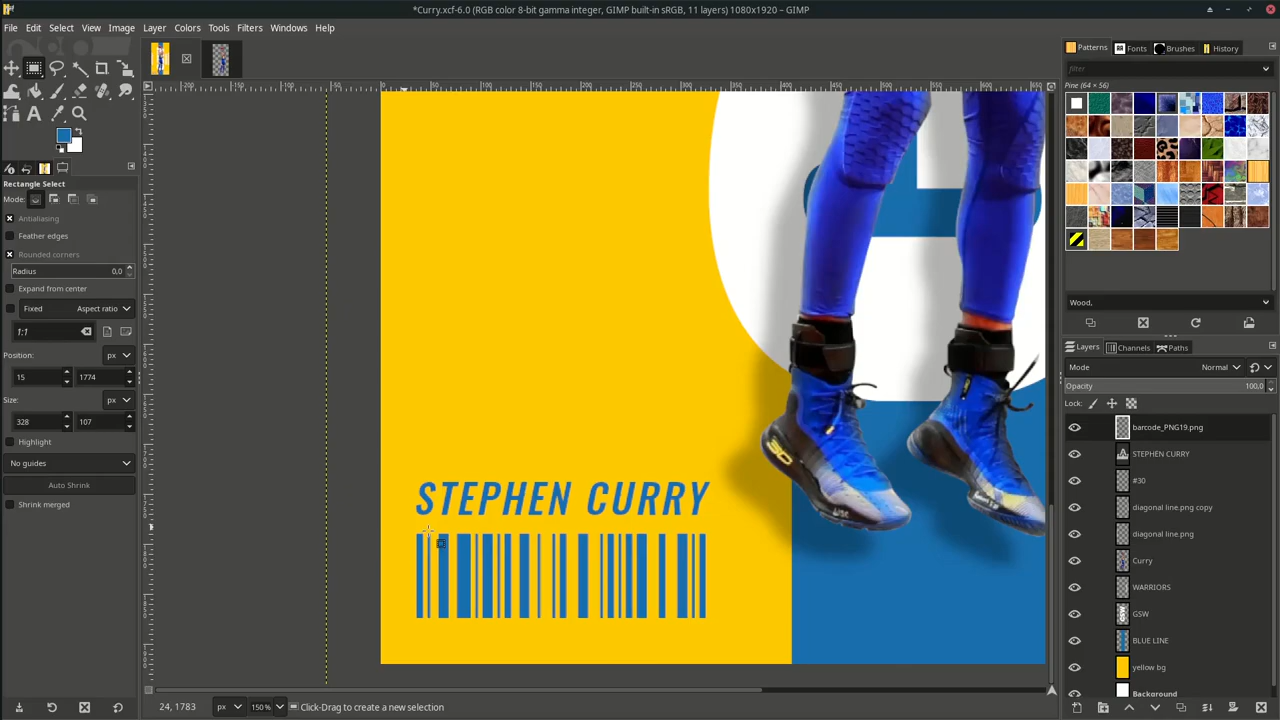 *Curry.xcf-6.0 (RGB color 8-bit gamma integer, GIMP built-in sRGB, 11 layers) 1080x1920 – GIMP
File Edit Select View Image Layer Colors Tools Filters Windows Help
Patterns Fonts Brushes History
filter
Pine (64 × 56)
Rectangle Select
Mode:
Antialiasing
Feather edges
Rounded corners
Radius 0,0
Expand from center
Fixed Aspect ratio
1:1
Position: px
15 1774
Size: px
328 107
Highlight
No guides
Auto Shrink
Shrink merged
STEPHEN CURRY
Wood,
Layers Channels Paths
Mode Normal
Opacity 100,0
Lock:
barcode_PNG19.png
STEPHEN CURRY
#30
diagonal line.png copy
diagonal line.png
Curry
WARRIORS
GSW
BLUE LINE
yellow bg
Background
24, 1783 px 150% Click-Drag to create a new selection